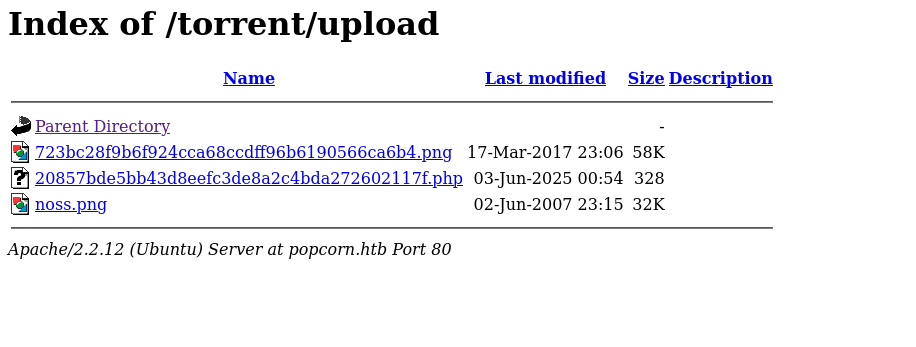 Index of /torrent/upload
Name Last modified Size Description
Parent Directory -
723bc28f9b6f924cca68ccdff96b6190566ca6b4.png 17-Mar-2017 23:06 58K
20857bde5bb43d8eefc3de8a2c4bda272602117f.php 03-Jun-2025 00:54 328
noss.png 02-Jun-2007 23:15 32K
Apache/2.2.12 (Ubuntu) Server at popcorn.htb Port 80